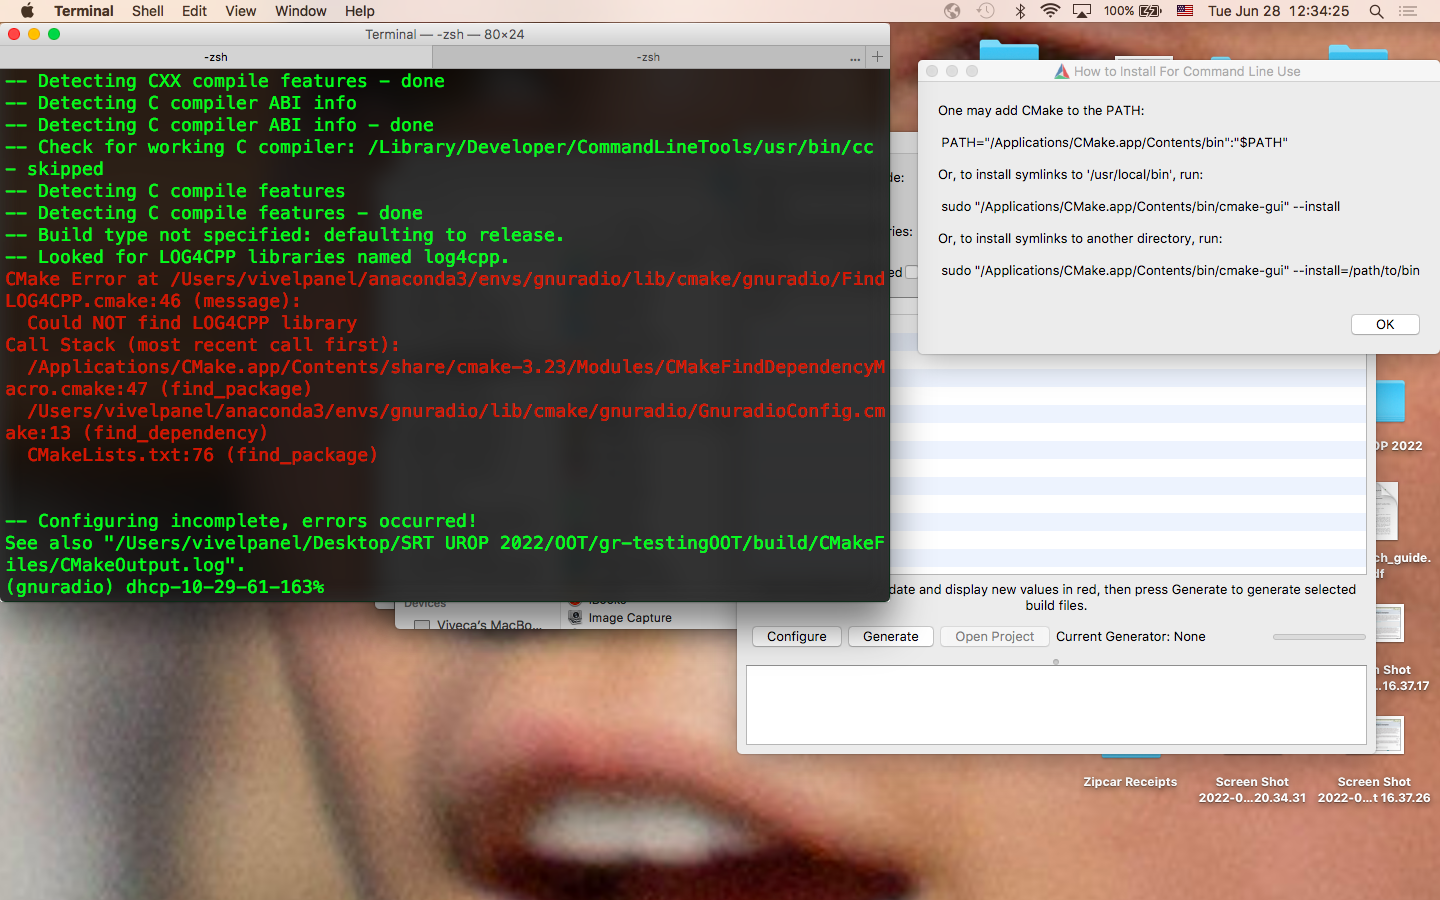 Terminal Shell Edit View Window Help 100% Tue Jun 28 12:34:25
Terminal — -zsh — 80×24
-zsh
-zsh
...
-- Detecting CXX compile features - done
-- Detecting C compiler ABI info
-- Detecting C compiler ABI info - done
-- Check for working C compiler: /Library/Developer/CommandLineTools/usr/bin/cc
- skipped
-- Detecting C compile features
-- Detecting C compile features - done
-- Build type not specified: defaulting to release.
-- Looked for LOG4CPP libraries named log4cpp.
CMake Error at /Users/vivelpanel/anaconda3/envs/gnuradio/lib/cmake/gnuradio/Find
LOG4CPP.cmake:46 (message):
Could NOT find LOG4CPP library
Call Stack (most recent call first):
/Applications/CMake.app/Contents/share/cmake-3.23/Modules/CMakeFindDependencyM
acro.cmake:47 (find_package)
/Users/vivelpanel/anaconda3/envs/gnuradio/lib/cmake/gnuradio/GnuradioConfig.cm
ake:13 (find_dependency)
CMakeLists.txt:76 (find_package)
-- Configuring incomplete, errors occurred!
See also "/Users/vivelpanel/Desktop/SRT UROP 2022/OOT/gr-testingOOT/build/CMakeF
iles/CMakeOutput.log".
(gnuradio) dhcp-10-29-61-163%
How to Install For Command Line Use
One may add CMake to the PATH:
PATH="/Applications/CMake.app/Contents/bin":"$PATH"
Or, to install symlinks to '/usr/local/bin', run:
sudo "/Applications/CMake.app/Contents/bin/cmake-gui" --install
Or, to install symlinks to another directory, run:
sudo "/Applications/CMake.app/Contents/bin/cmake-gui" --install=/path/to/bin
OK
de:
ries:
ed
date and display new values in red, then press Generate to generate selected
build files.
Configure Generate Open Project Current Generator: None
Devices
Viveca's MacBo...
iBooks
Image Capture
OP 2022
ch_guide.
df
n Shot
...16.37.17
Zipcar Receipts
Screen Shot
2022-0...20.34.31
Screen Shot
2022-0...t 16.37.26